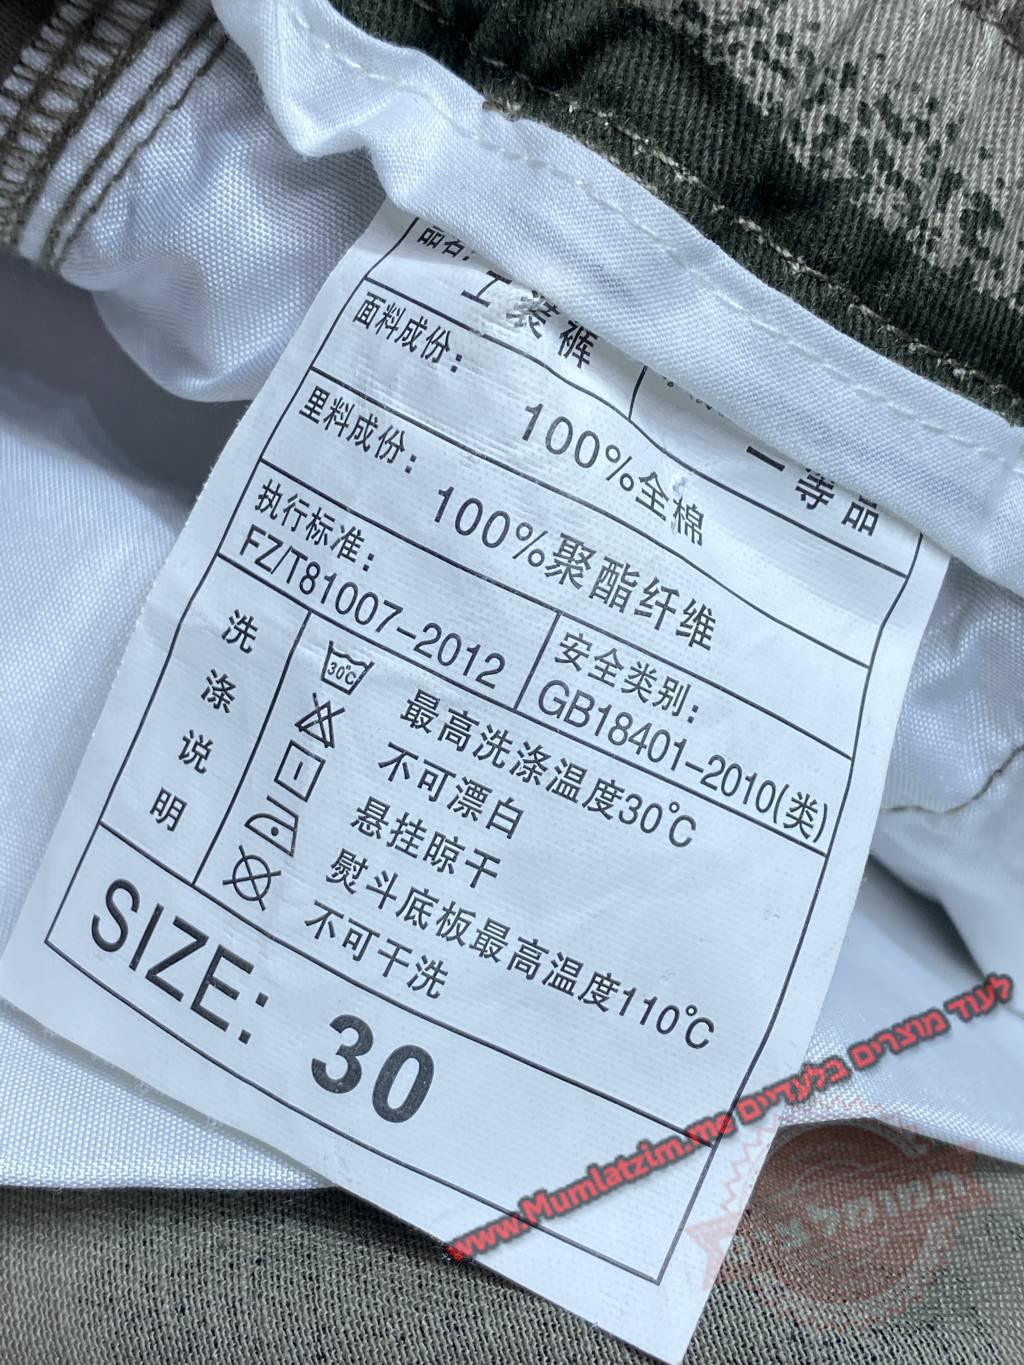 品名:
工装裤
一等品
面料成份:
100%全棉
里料成份:
100%聚酯纤维
执行标准:
FZ/T81007-2012
安全类别:
GB18401-2010(类)
洗涤说明
30℃
最高洗涤温度30℃
不可漂白
悬挂晾干
熨斗底板最高温度110℃
不可干洗
SIZE: 30
לעוד מוצרים בלעדיים www.Mumlatzim.me
המומלצים